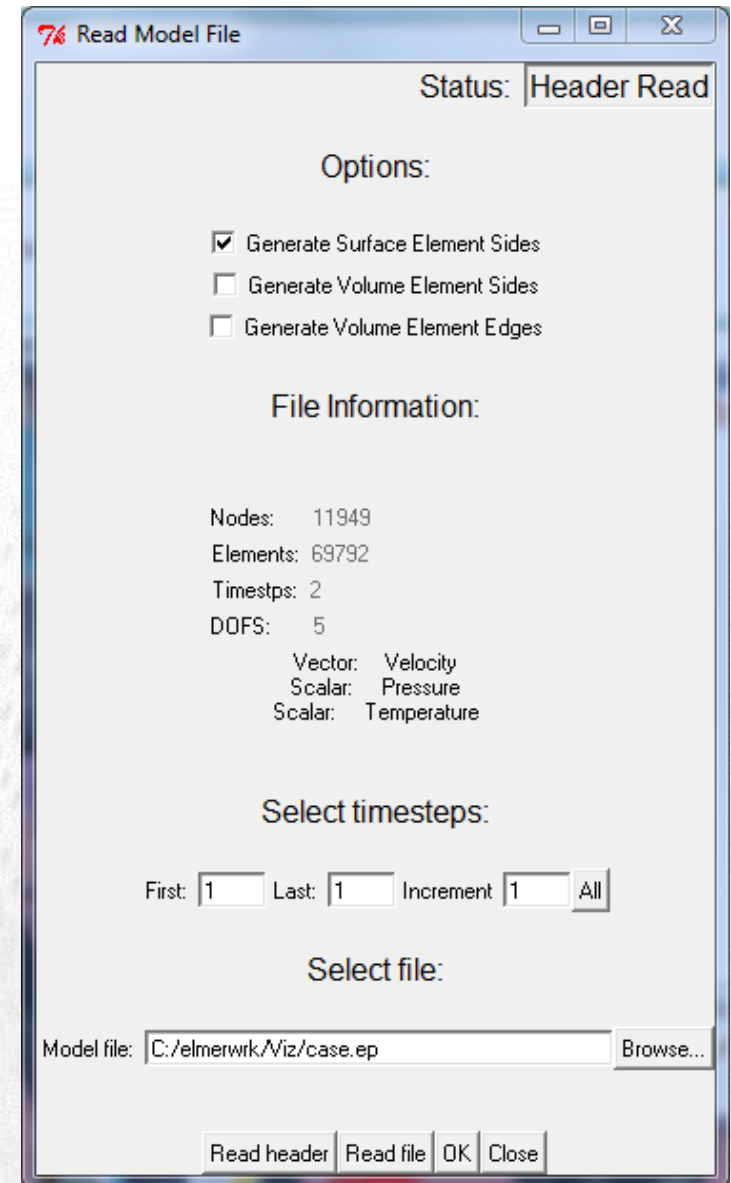 Read Model File
Status: Header Read
Options:
Generate Surface Element Sides
Generate Volume Element Sides
Generate Volume Element Edges
File Information:
Nodes: 11949
Elements: 69792
Timestps: 2
DOFS: 5
Vector: Velocity
Scalar: Pressure
Scalar: Temperature
Select timesteps:
First: 1 Last: 1 Increment 1 All
Select file:
Model file: C:/elmerwrk/Viz/case.ep Browse...
Read header Read file OK Close